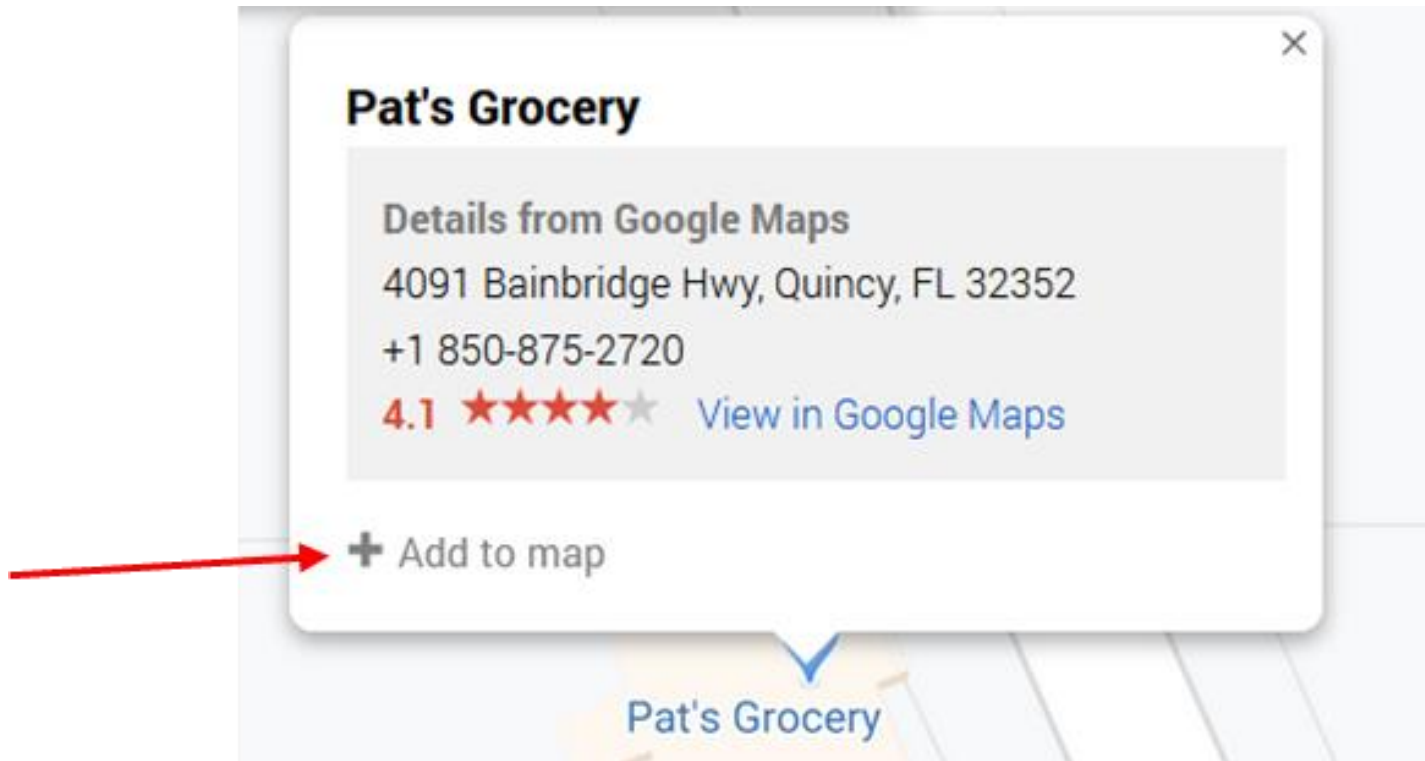 Pat's Grocery
Details from Google Maps
4091 Bainbridge Hwy, Quincy, FL 32352
+1 850-875-2720
4.1 ★★★★★ View in Google Maps
+ Add to map
Pat's Grocery